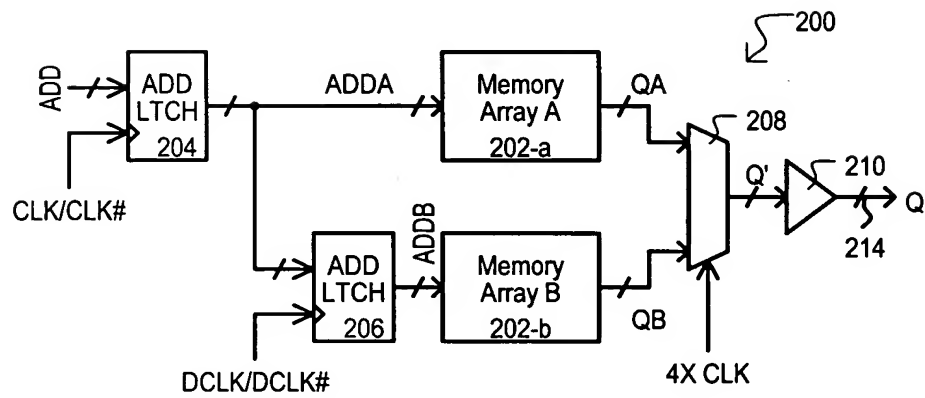 200
ADD
ADD
LTCH
204
CLK/CLK#
ADDA
Memory
Array A
202-a
QA
208
ADD
LTCH
206
DCLK/DCLK#
ADDB
Memory
Array B
202-b
QB
4X CLK
Q'
210
Q
214